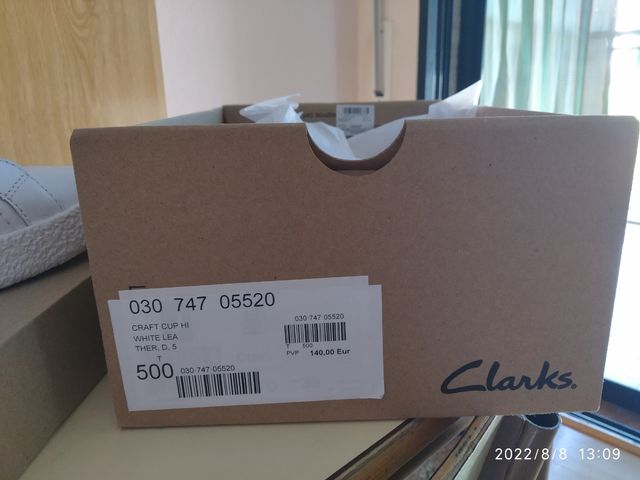 030 747 05520
CRAFT CUP HI
WHITE LEA
THER, D, 5
T
500
030 747 05520
030 747 05520
T 500
PVP 140,00 Eur
Clarks.
2022/8/8 13:09